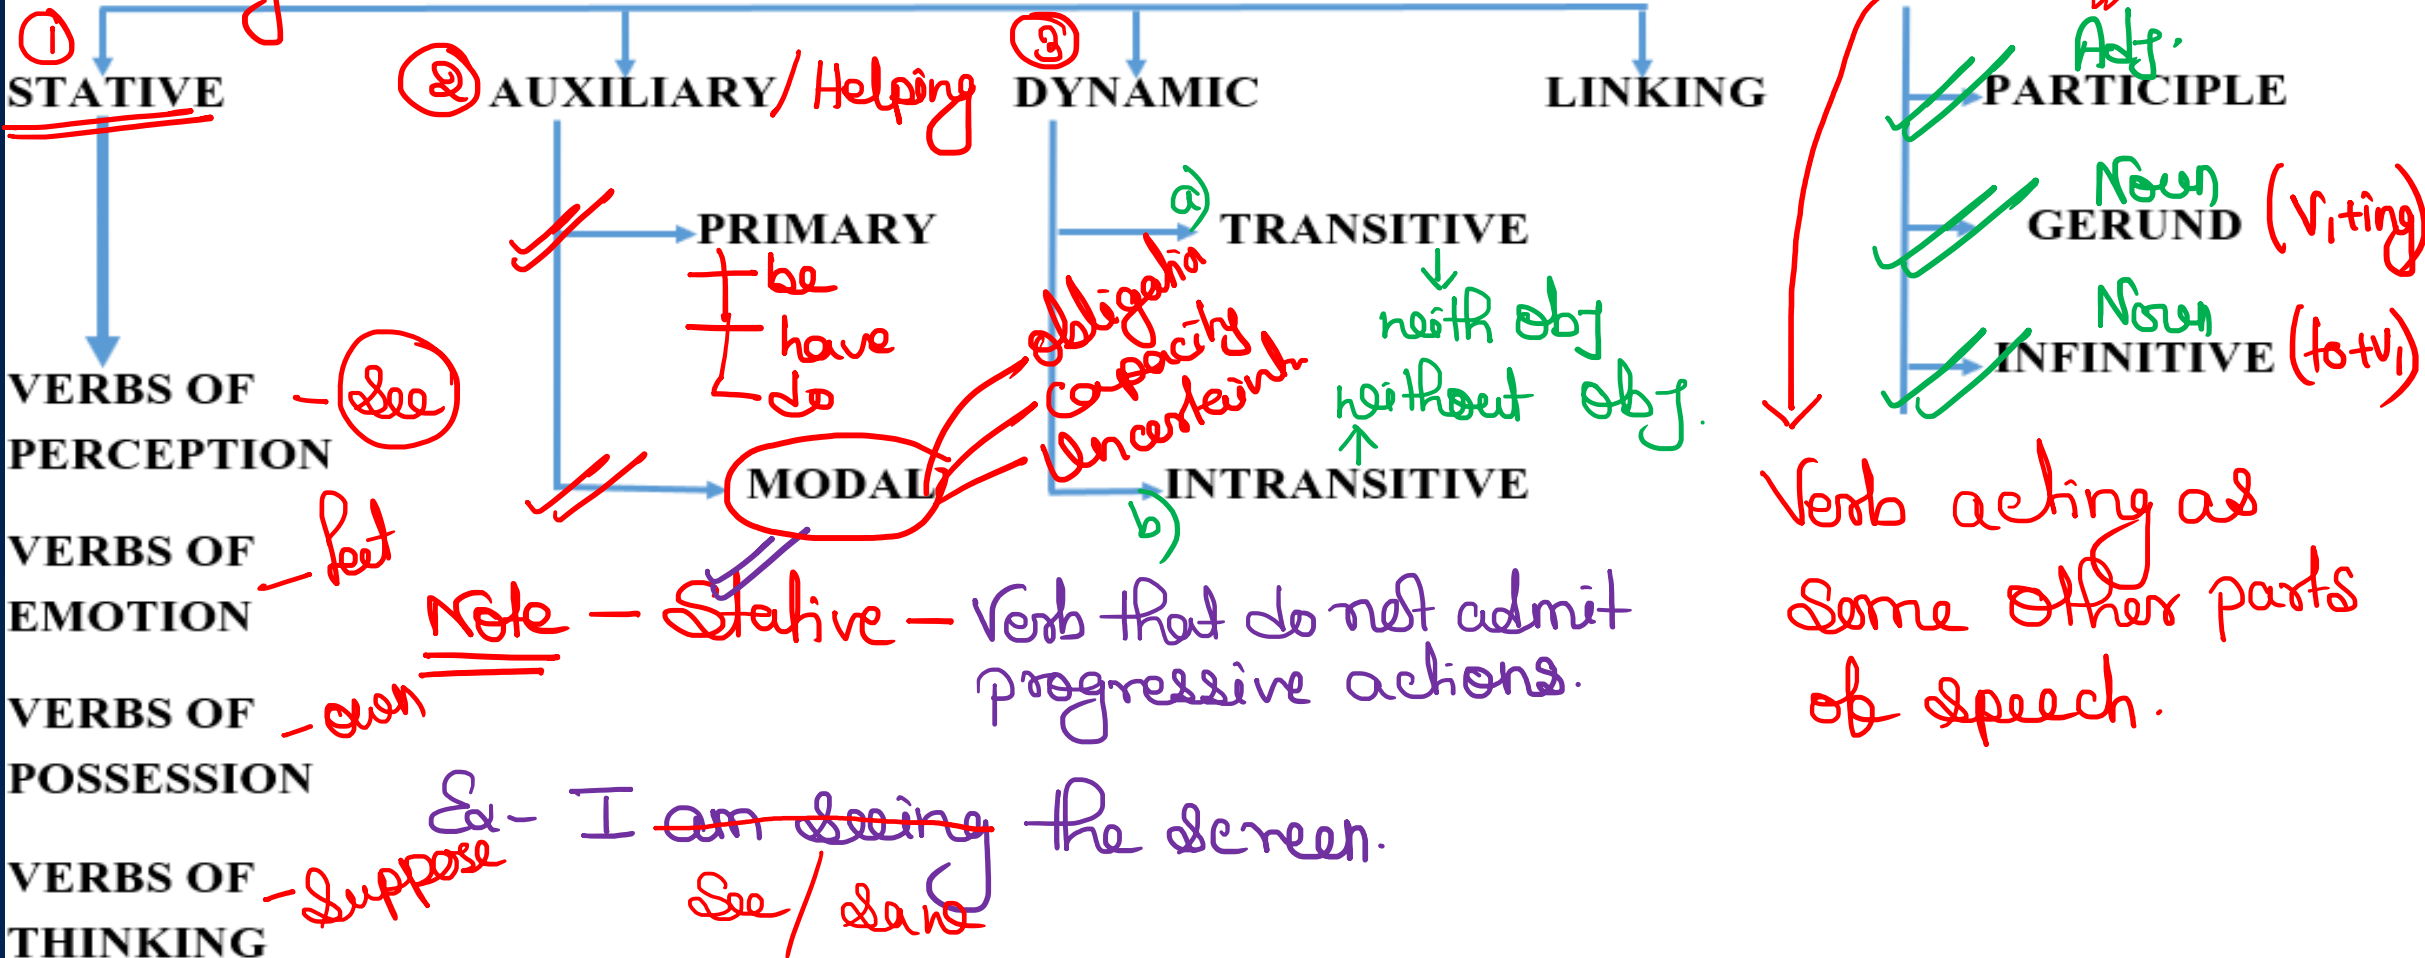 1
STATIVE
2 AUXILIARY / Helping
3
DYNAMIC
LINKING
Adj.
PARTICIPLE
PRIMARY
be
have
do
a) TRANSITIVE
with obj
without obj.
b) INTRANSITIVE
Noun
GERUND (V1+ing)
Noun
INFINITIVE (to+V1)
MODAL
obligation
capacity
Uncertainty
VERBS OF - See
PERCEPTION
VERBS OF - feel
EMOTION
VERBS OF - own
POSSESSION
VERBS OF - Suppose
THINKING
Verb acting as
Some other parts
of speech.
Note - Stative - Verb that do not admit
progressive actions.
Ex- I am seeing the screen.
See / Saw